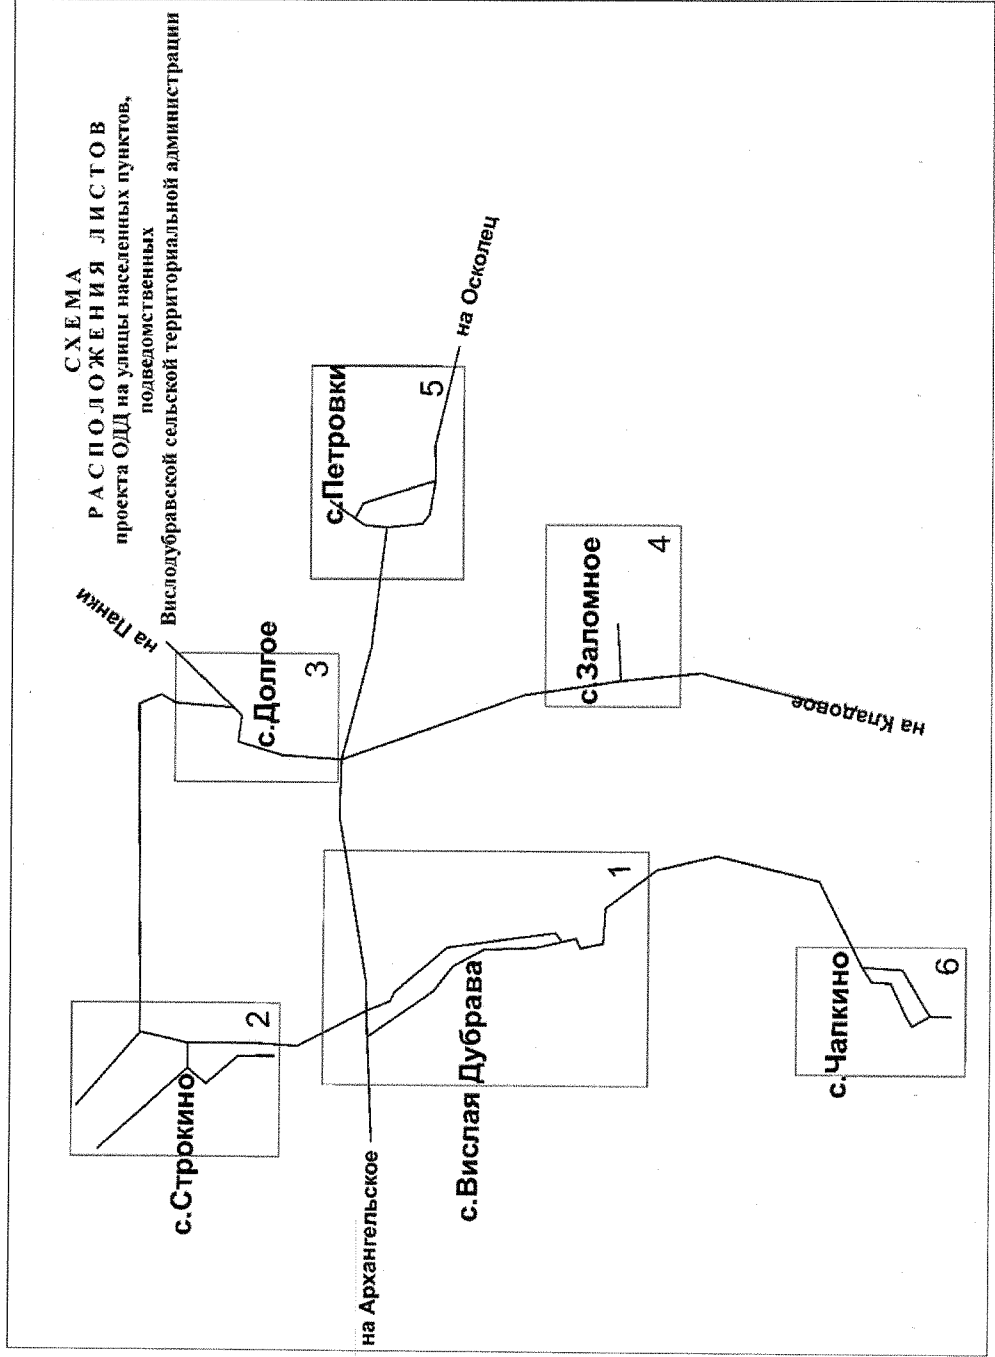 СХЕМА
РАСПОЛОЖЕНИЯ ЛИСТОВ
проекта ОДД на улицы населенных пунктов,
подведомственных
Вислодубравской сельской территориальной администрации
на Панки
с.Строкино
2
с.Долгое
3
с.Петровки
5
на Осколец
на Архангельское
с.Вислая Дубрава
1
с.Заломное
4
на Кладовое
с.Чапкино
6